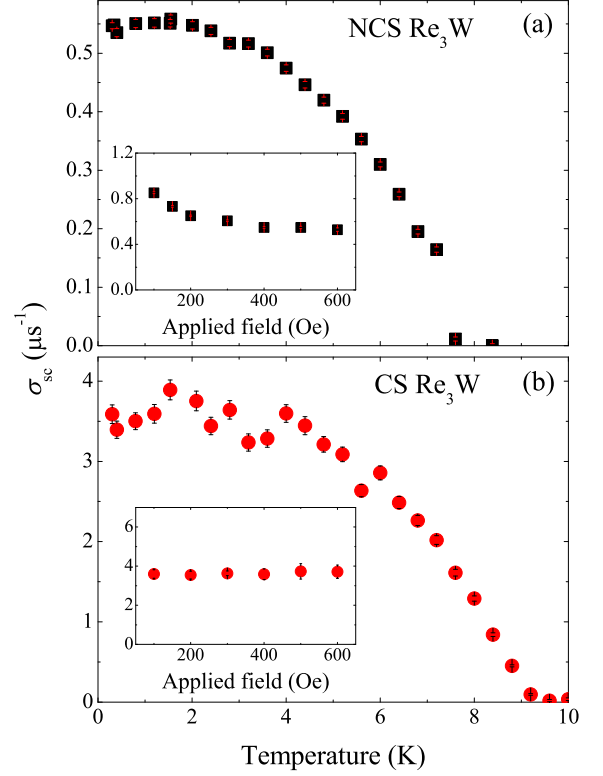 NCS Re3W (a)
0.5
0.4
0.3
0.2
0.1
0.0
1.2
0.8
0.4
0.0
200 400 600
Applied field (Oe)
σsc (μs-1)
CS Re3W (b)
4
3
2
1
0
6
4
2
0
200 400 600
Applied field (Oe)
0 2 4 6 8 10
Temperature (K)